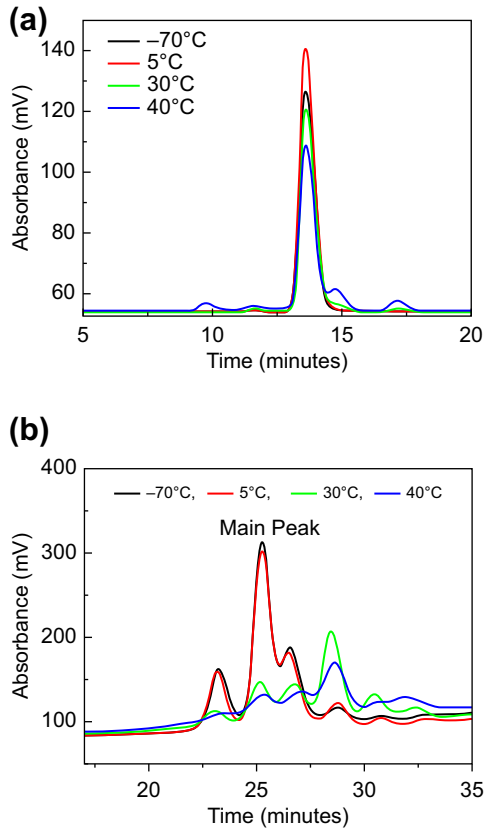 (a)
–70°C
5°C
30°C
40°C
Absorbance (mV)
140
120
100
80
60
5
10
15
20
Time (minutes)
(b)
Absorbance (mV)
400
300
200
100
–70°C, 5°C, 30°C, 40°C
Main Peak
20
25
30
35
Time (minutes)